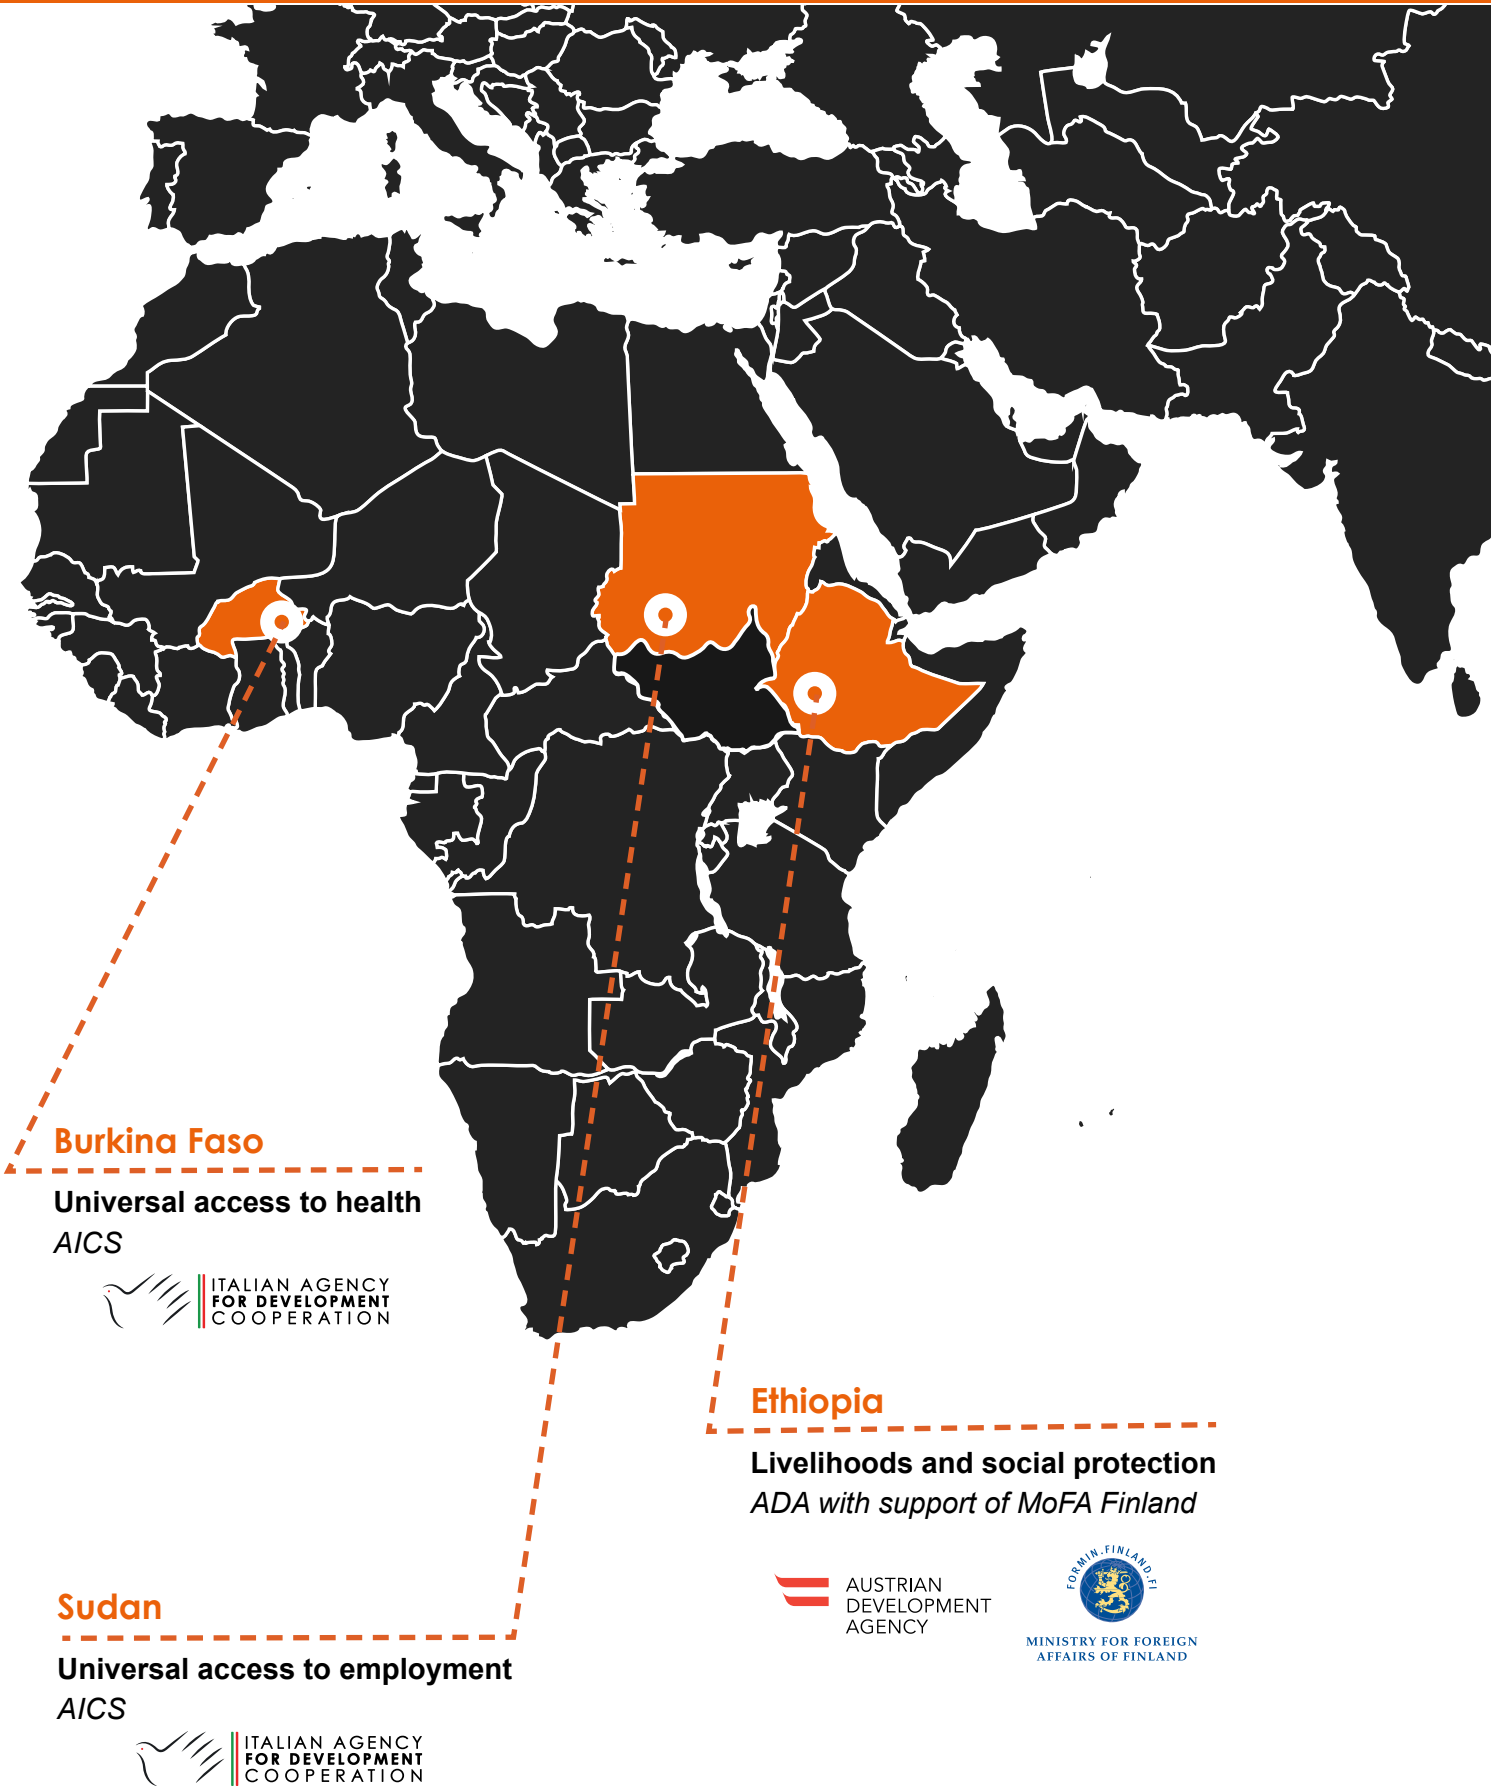 Burkina Faso
Universal access to health
AICS
ITALIAN AGENCY
FOR DEVELOPMENT
COOPERATION
Ethiopia
Livelihoods and social protection
ADA with support of MoFA Finland
AUSTRIAN
DEVELOPMENT
AGENCY
FORMIN.FINLAND.FI
MINISTRY FOR FOREIGN
AFFAIRS OF FINLAND
Sudan
Universal access to employment
AICS
ITALIAN AGENCY
FOR DEVELOPMENT
COOPERATION